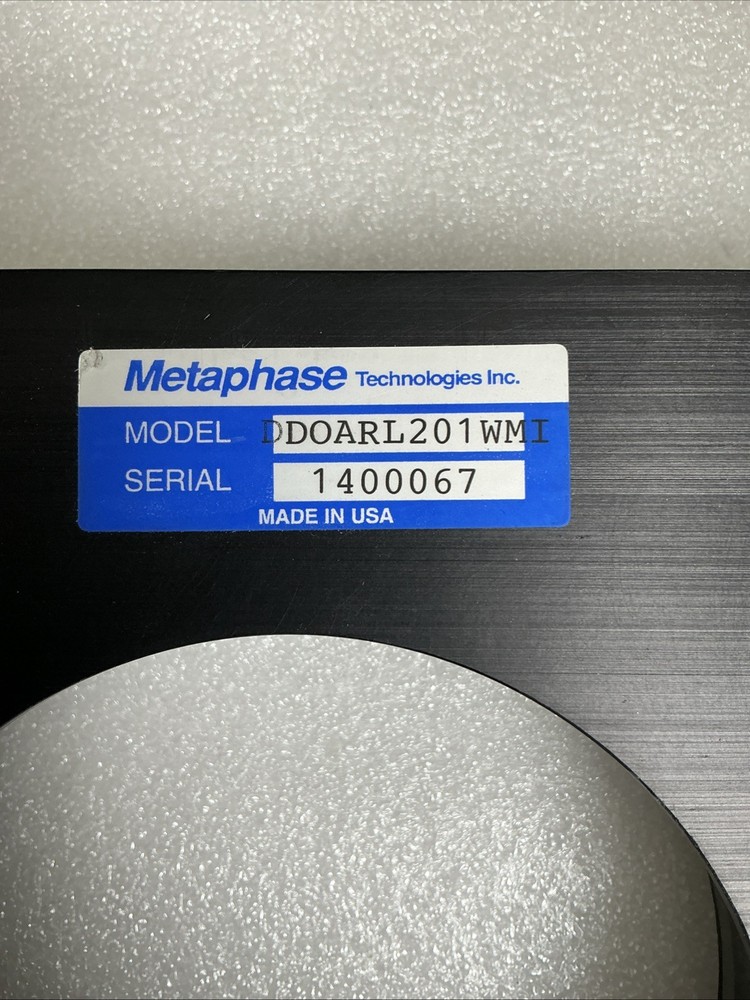 Metaphase Technologies Inc.
MODEL DDOARL201WMI
SERIAL 1400067
MADE IN USA